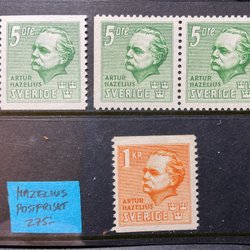 5 ÖRE
ARTUR
HAZELIUS
SVERIGE
5 ÖRE
ARTUR
HAZELIUS
SVERIGE
5 ÖRE
ARTUR
HAZELIUS
SVERIGE
HAZELIUS
POSTFRISKT
275:-
1 KR
ARTUR
HAZELIUS
SVERIGE